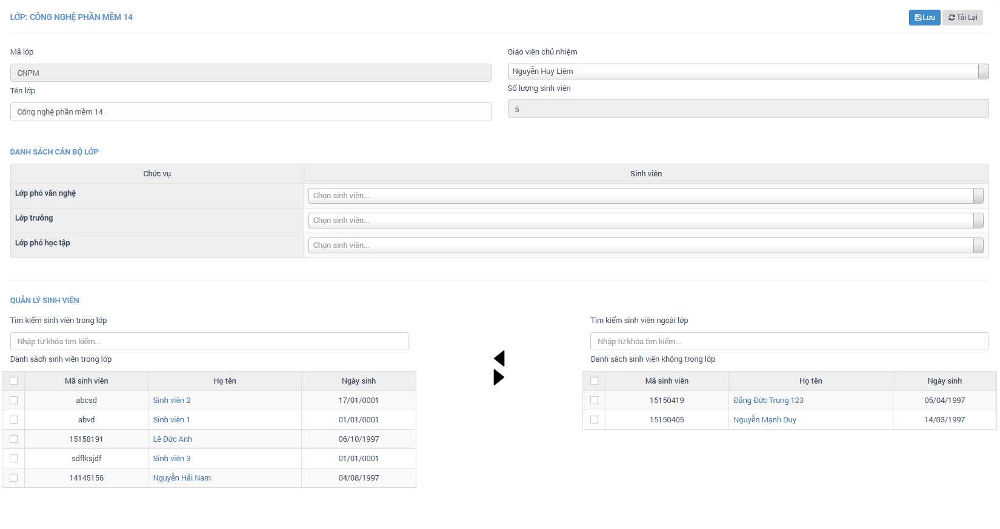 LỚP: CÔNG NGHỆ PHẦN MỀM 14
Lưu Tải Lại
Mã lớp
CNPM
Tên lớp
Công nghệ phần mềm 14
Giáo viên chủ nhiệm
Nguyễn Huy Liêm
Số lượng sinh viên
5
DANH SÁCH CÁN BỘ LỚP
Chức vụ Sinh viên
Lớp phó văn nghệ Chọn sinh viên...
Lớp trưởng Chọn sinh viên...
Lớp phó học tập Chọn sinh viên...
QUẢN LÝ SINH VIÊN
Tìm kiếm sinh viên trong lớp
Nhập từ khóa tìm kiếm...
Danh sách sinh viên trong lớp
Mã sinh viên Họ tên Ngày sinh
abcsd Sinh viên 2 17/01/0001
abvd Sinh viên 1 01/01/0001
15158191 Lê Đức Anh 06/10/1997
sdflksjdf Sinh viên 3 01/01/0001
14145156 Nguyễn Hải Nam 04/08/1997
Tìm kiếm sinh viên ngoài lớp
Nhập từ khóa tìm kiếm...
Danh sách sinh viên không trong lớp
Mã sinh viên Họ tên Ngày sinh
15150419 Đặng Đức Trung 123 05/04/1997
15150405 Nguyễn Mạnh Duy 14/03/1997